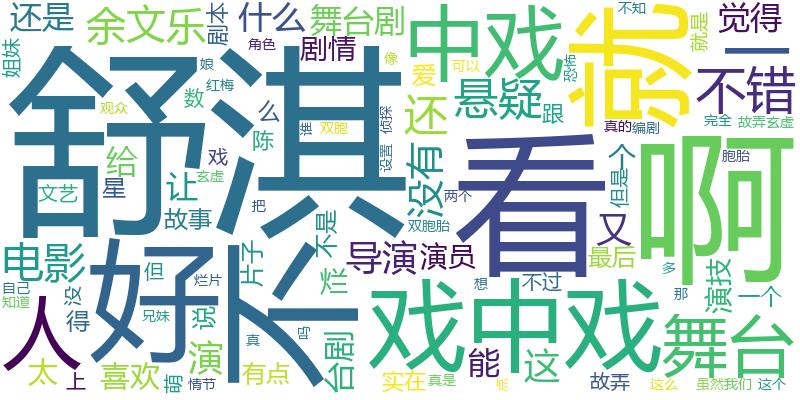 还是
余文乐
剧本
什么
舞台剧
不知
就是
觉得
姐妹
剧情
角色
像
中戏
就
一
不错
娘
红梅
观众
数
么
谁
双胞
侦探
爱
可以
悬疑
跟
恐怖
真的
编剧
完全
故弄玄虚
舒淇
给
陈
戏
玄虚
设置
还
没有
看
个
但是
啊
胞胎
文艺
星
让
故事
把
不是
双胞胎
两个
又
电影
好
不
片子
导演
演员
最后
但
烂片
烂
不过
想
多
那
演技
一个
自己
知道
没
得
兄妹
说
真
吗
人
戏中戏
舞台
太
上
喜欢
萌
演
情节
有点
台剧
实在
真是
能
呢
这
故弄
这么
虽然我们
这个